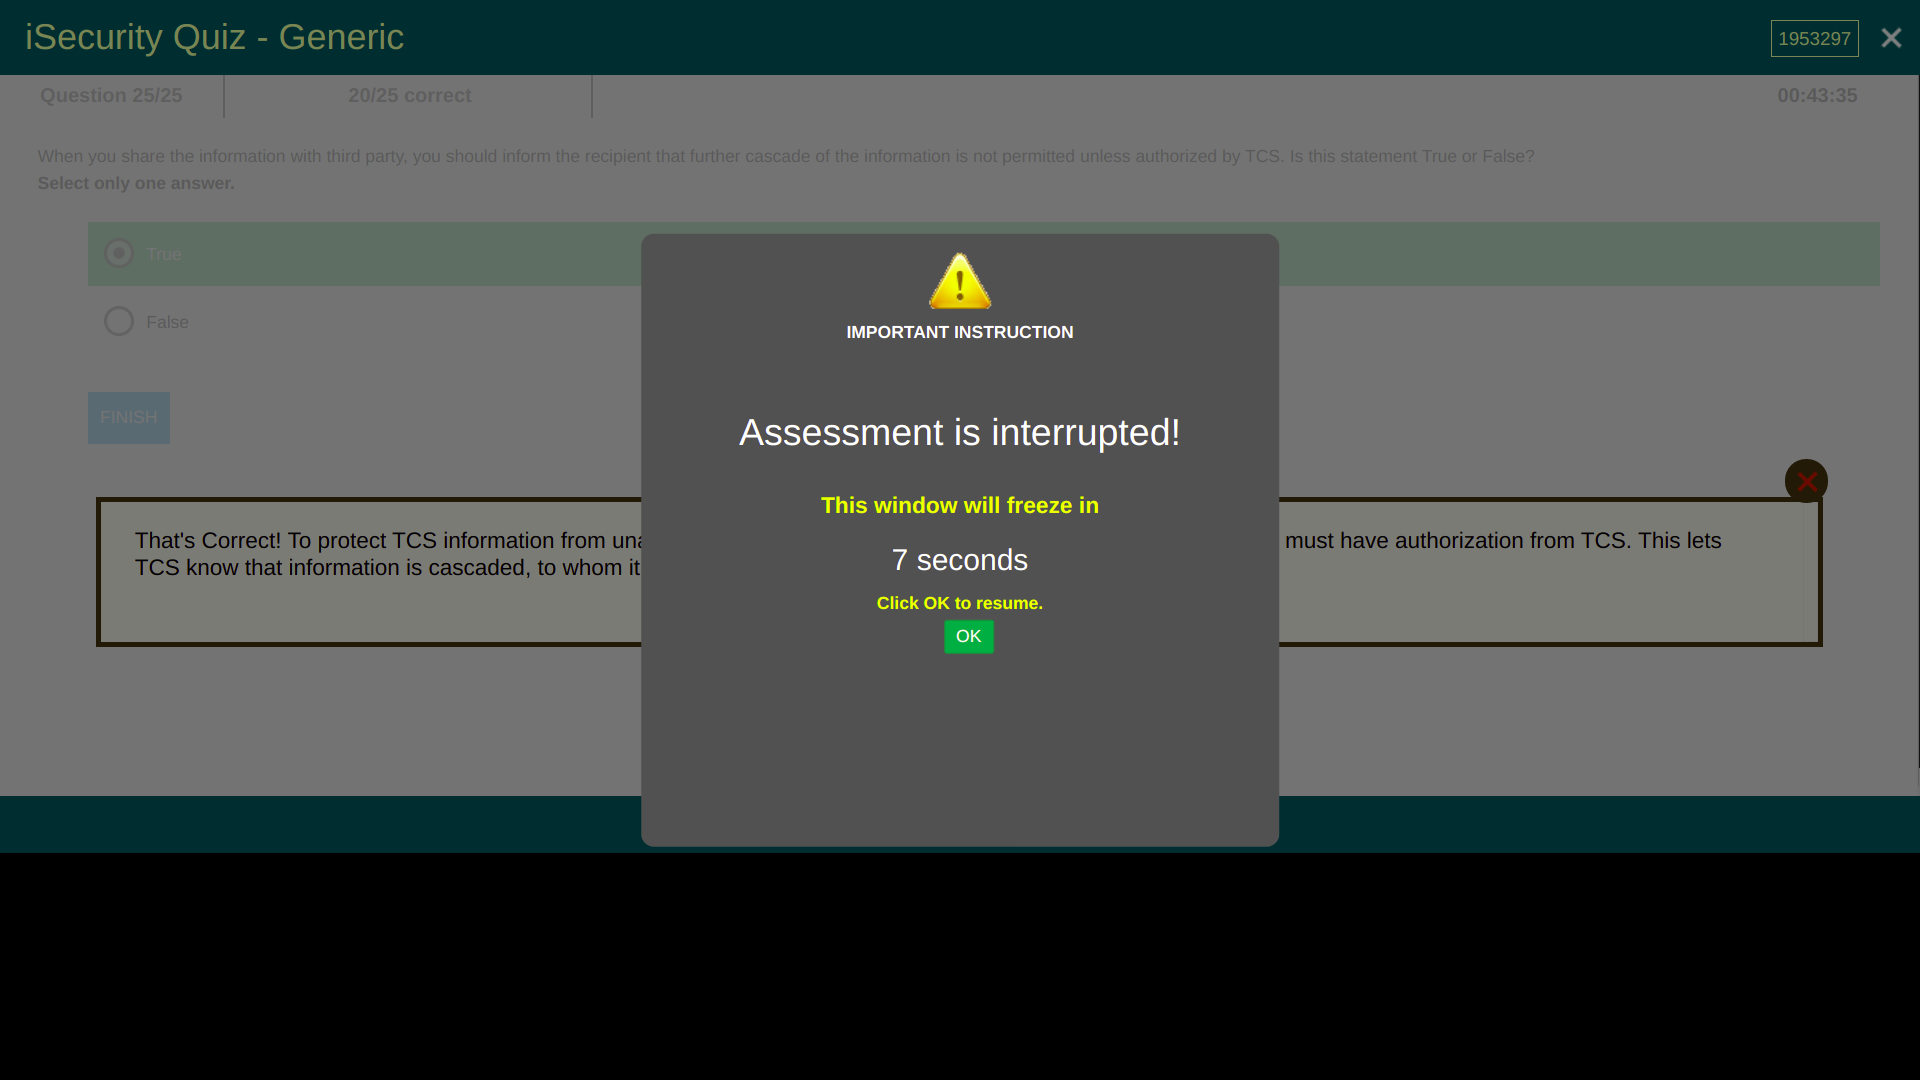 iSecurity Quiz - Generic
1953297
Question 25/25
20/25 correct
00:43:35
When you share the information with third party, you should inform the recipient that further cascade of the information is not permitted unless authorized by TCS. Is this statement True or False?
Select only one answer.
True
False
FINISH
IMPORTANT INSTRUCTION
Assessment is interrupted!
This window will freeze in
7 seconds
Click OK to resume.
OK
That's Correct! To protect TCS information from must have authorization from TCS. This lets
TCS know that information is cascaded, to whom it